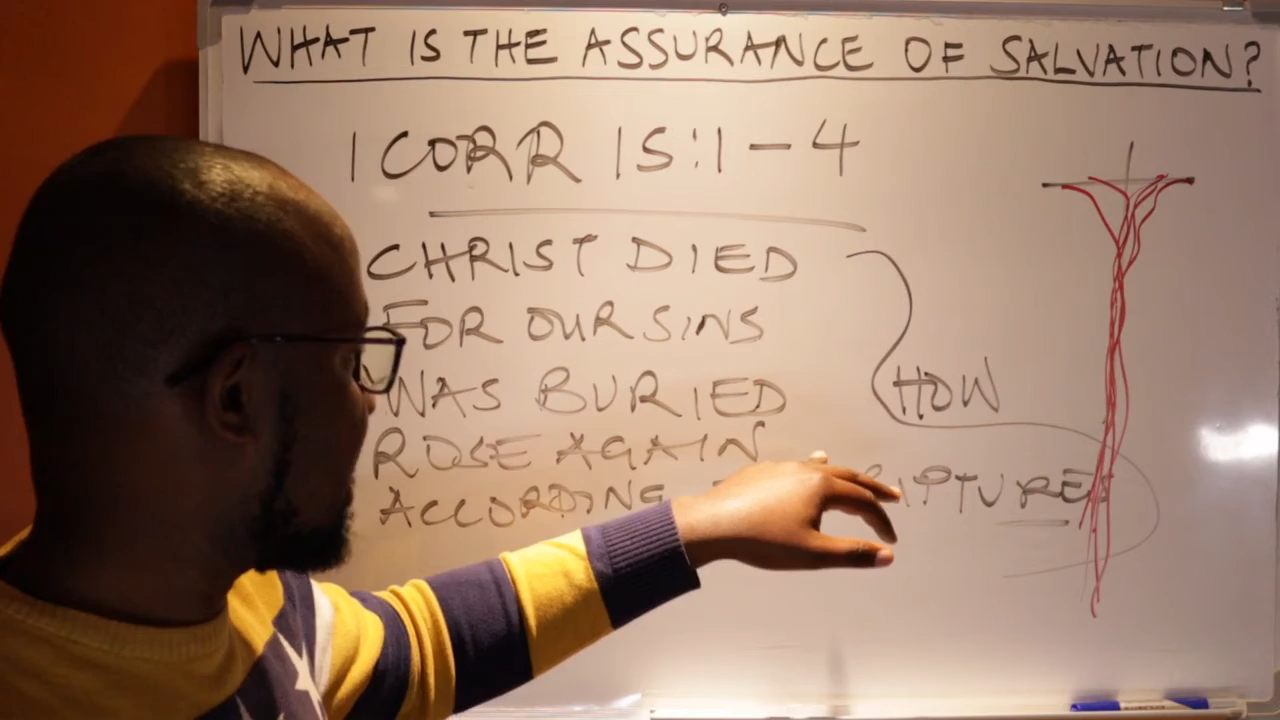 WHAT IS THE ASSURANCE OF SALVATION?
1 CORR 15:1-4
CHRIST DIED
FOR OUR SINS
WAS BURIED
HOW
ROSE AGAIN
ACCORDING